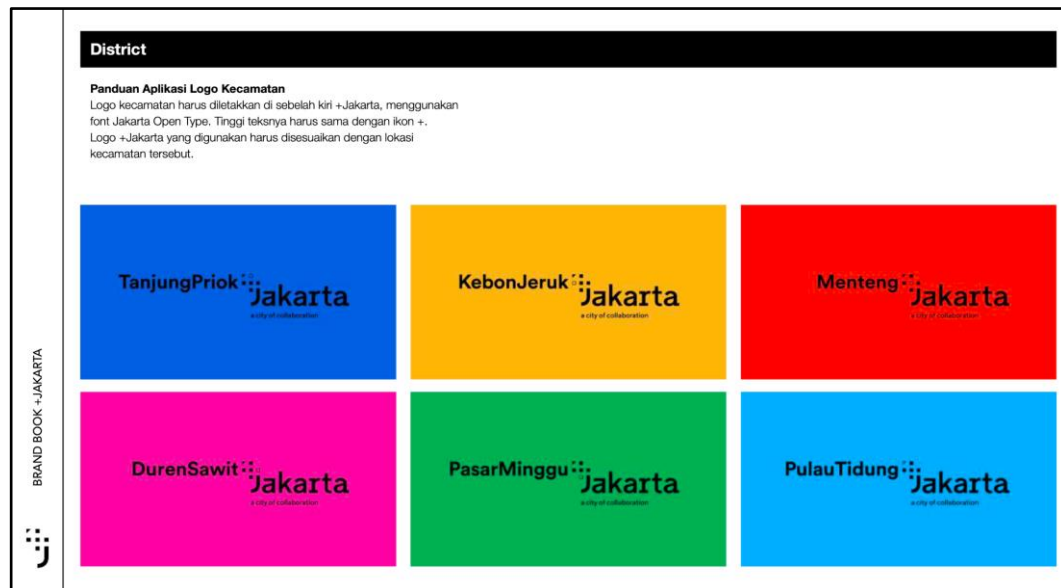 District
Panduan Aplikasi Logo Kecamatan
Logo kecamatan harus diletakkan di sebelah kiri +Jakarta, menggunakan
font Jakarta Open Type. Tinggi teksnya harus sama dengan ikon +.
Logo +Jakarta yang digunakan harus disesuaikan dengan lokasi
kecamatan tersebut.
TanjungPriok
Jakarta
a city of collaboration
KebonJeruk
Jakarta
a city of collaboration
Menteng
Jakarta
a city of collaboration
DurenSawit
Jakarta
a city of collaboration
PasarMinggu
Jakarta
a city of collaboration
PulauTidung
Jakarta
a city of collaboration
BRAND BOOK +JAKARTA
J